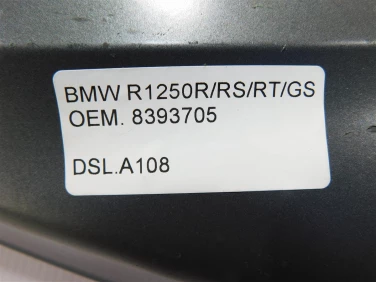 BMW R1250R/RS/RT/GS
OEM. 8393705
DSL.A108